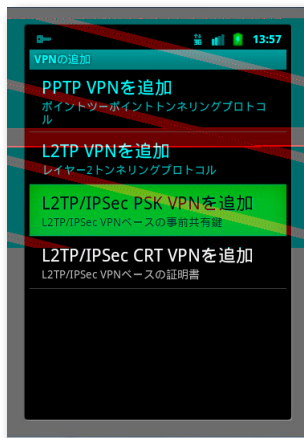 13:57
VPNの追加
PPTP VPNを追加
ポイントツーポイントトンネリングプロトコ
ル
L2TP VPNを追加
レイヤー2トンネリングプロトコル
L2TP/IPSec PSK VPNを追加
L2TP/IPSec VPNベースの事前共有鍵
L2TP/IPSec CRT VPNを追加
L2TP/IPSec VPNベースの証明書